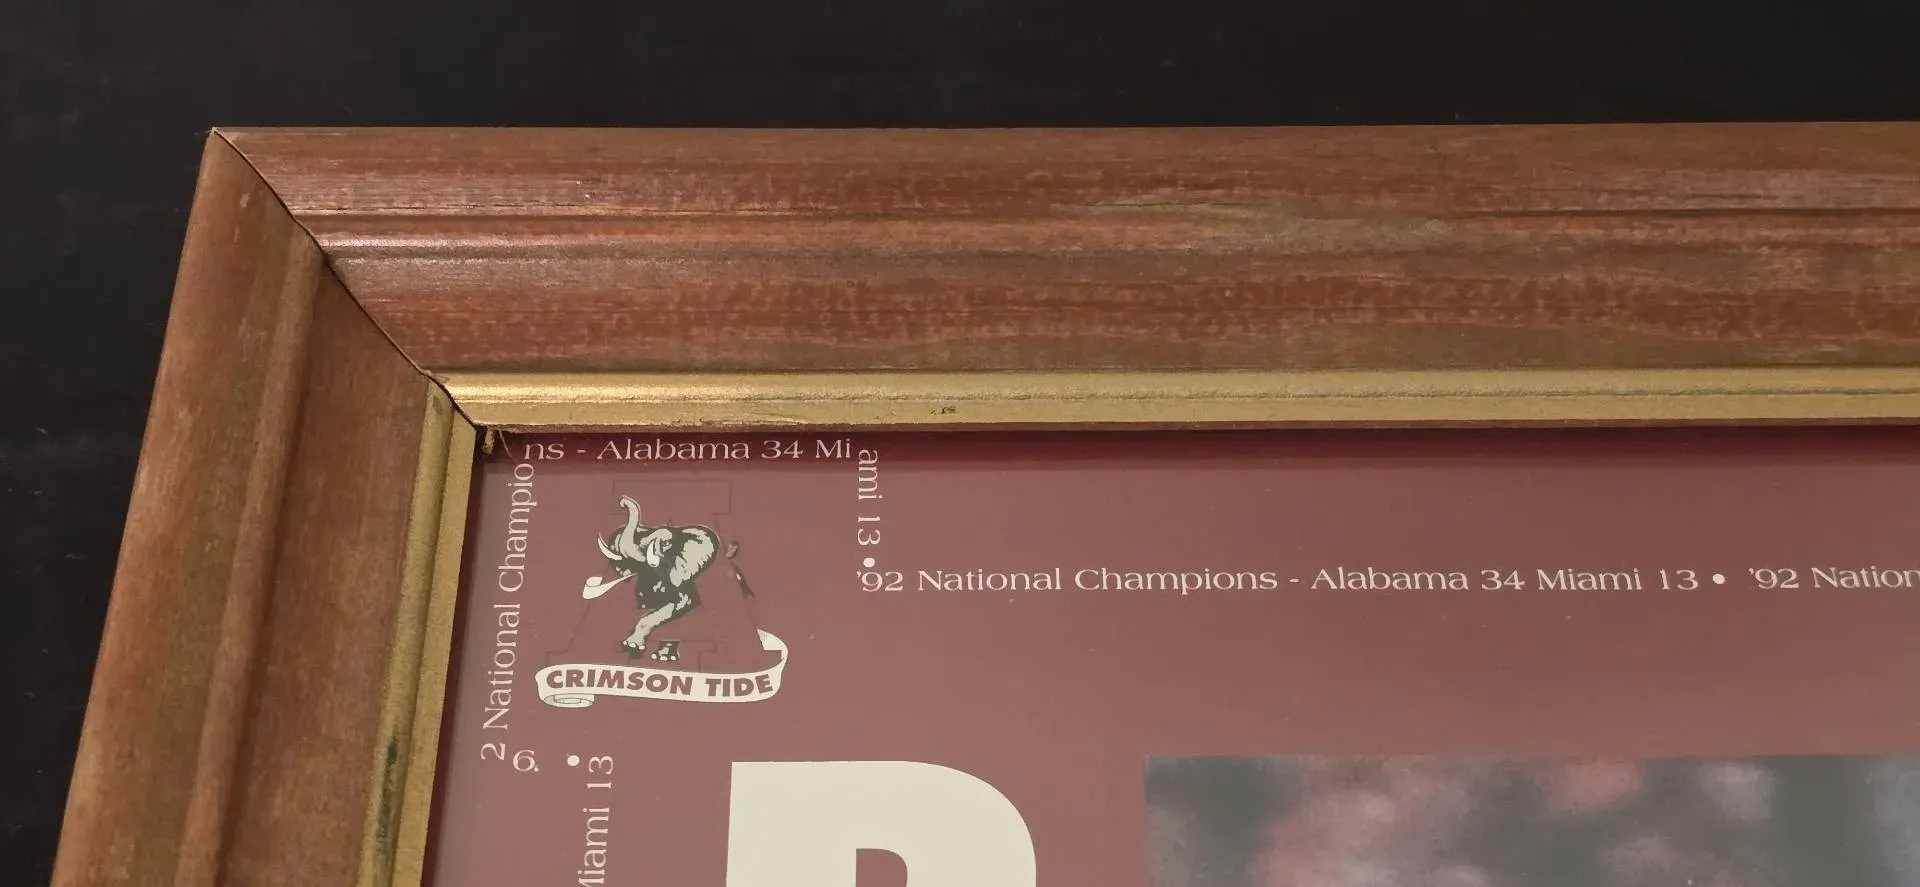 ns - Alabama 34 Mi
ami 13 •
'92 National Champions - Alabama 34 Miami 13 • '92 Nation
2 National Champio
CRIMSON TIDE
Miami 13